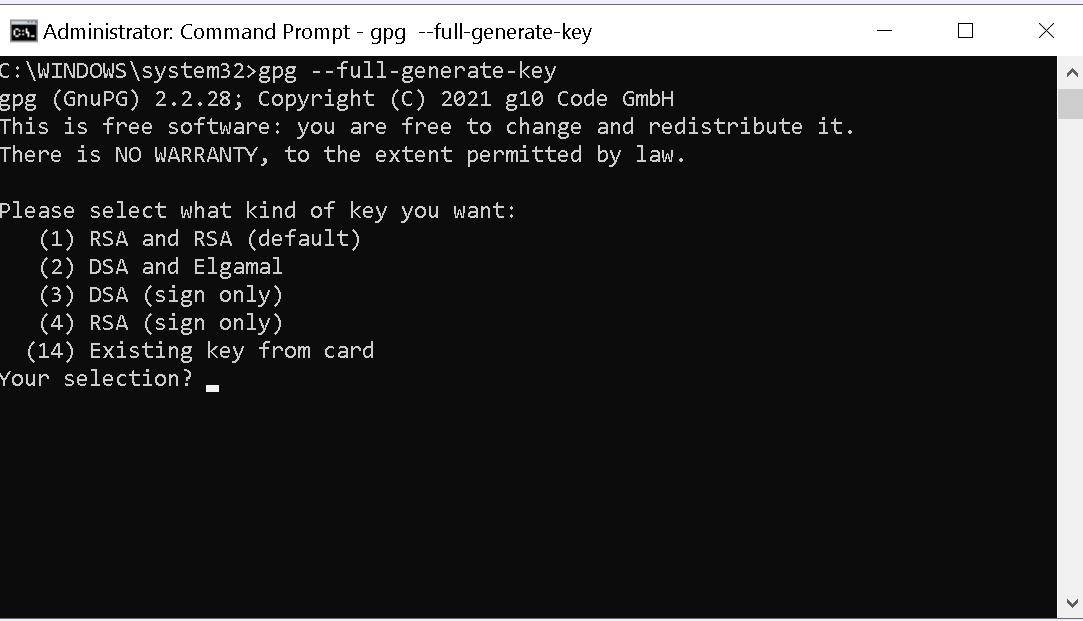 Administrator: Command Prompt - gpg --full-generate-key
C:\WINDOWS\system32>gpg --full-generate-key
gpg (GnuPG) 2.2.28; Copyright (C) 2021 g10 Code GmbH
This is free software: you are free to change and redistribute it.
There is NO WARRANTY, to the extent permitted by law.

Please select what kind of key you want:
   (1) RSA and RSA (default)
   (2) DSA and Elgamal
   (3) DSA (sign only)
   (4) RSA (sign only)
  (14) Existing key from card
Your selection?